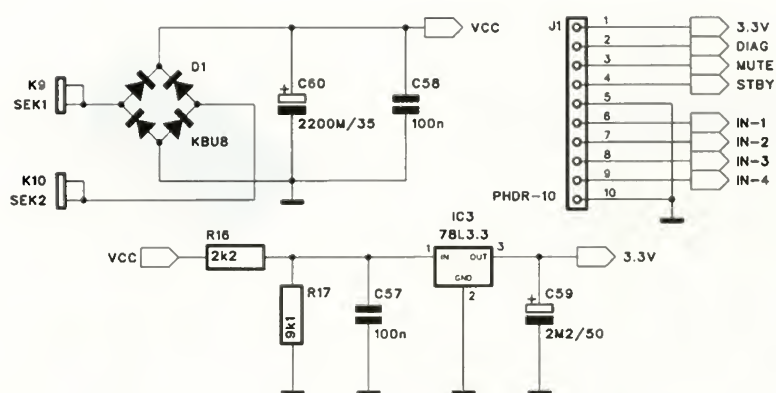 VCC
J1
1
3.3V
2
DIAG
3
MUTE
4
STBY
5
6
IN-1
7
IN-2
8
IN-3
9
IN-4
10
PHDR-10
K9
SEK1
D1
KBU8
+
C60
2200M/35
C58
100n
K10
SEK2
VCC
R16
2k2
R17
9k1
C57
100n
IC3
78L3.3
1
IN
OUT
3
GND
2
3.3V
+
C59
2M2/50